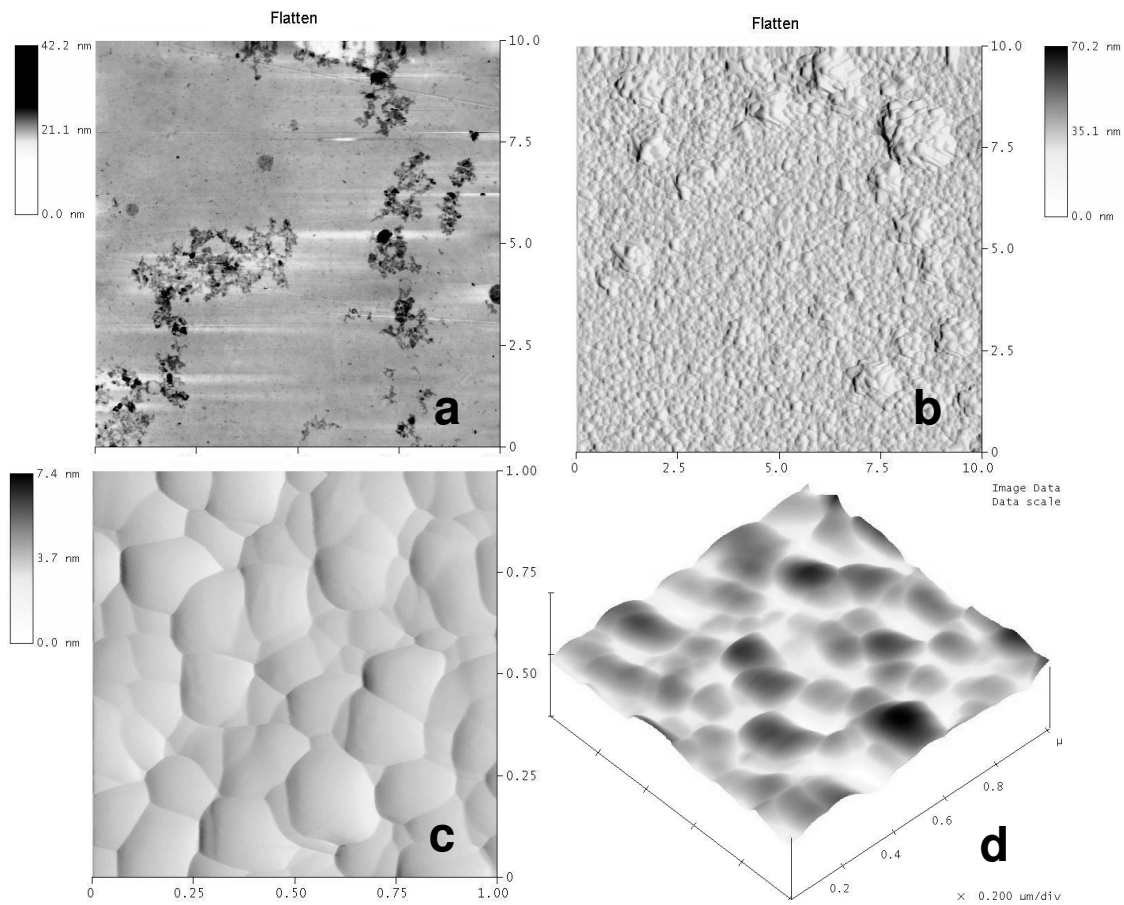 Flatten
42.2 nm
21.1 nm
0.0 nm
10.0
7.5
5.0
2.5
0
a
Flatten
70.2 nm
35.1 nm
0.0 nm
10.0
7.5
5.0
2.5
0
0 2.5 5.0 7.5 10.0
b
7.4 nm
3.7 nm
0.0 nm
1.00
0.75
0.50
0.25
0
0 0.25 0.50 0.75 1.00
c
Image Data
Data scale
μ
0.8
0.6
0.4
0.2
d
× 0.200 μm/div